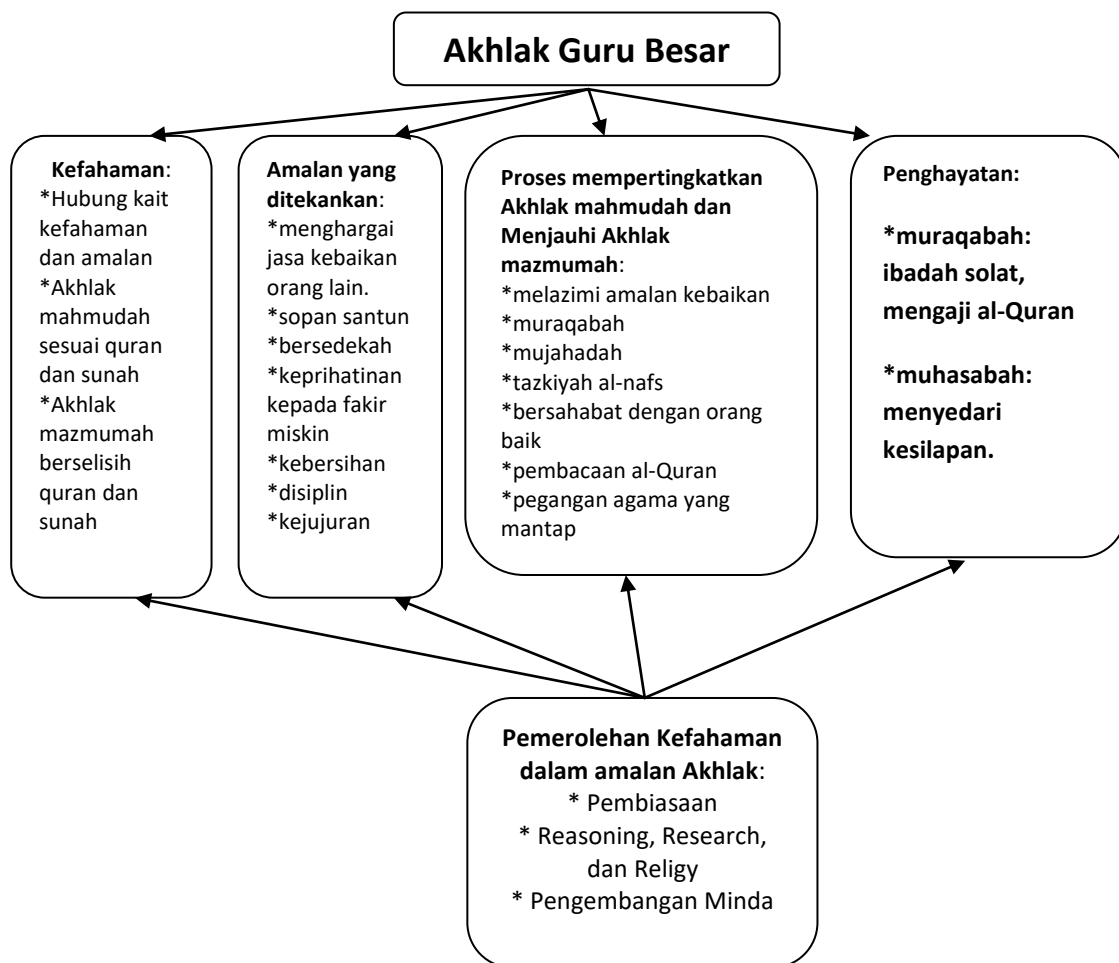 Akhlak Guru Besar
Kefahaman:
*Hubung kait
kefahaman
dan amalan
*Akhlak
mahmudah
sesuai quran
dan sunah
*Akhlak
mazmumah
berselisih
quran dan
sunah
Amalan yang
ditekankan:
*menghargai
jasa kebaikan
orang lain.
*sopan santun
*bersedekah
*keprihatinan
kepada fakir
miskin
*kebersihan
*disiplin
*kejujuran
Proses mempertingkatkan
Akhlak mahmudah dan
Menjauhi Akhlak
mazmumah:
*melazimi amalan kebaikan
*muraqabah
*mujahadah
*tazkiyah al-nafs
*bersahabat dengan orang
baik
*pembacaan al-Quran
*pegangan agama yang
mantap
Penghayatan:
*muraqabah:
ibadah solat,
mengaji al-Quran
*muhasabah:
menyedari
kesilapan.
Pemerolehan Kefahaman
dalam amalan Akhlak:
* Pembiasaan
* Reasoning, Research,
dan Religy
* Pengembangan Minda